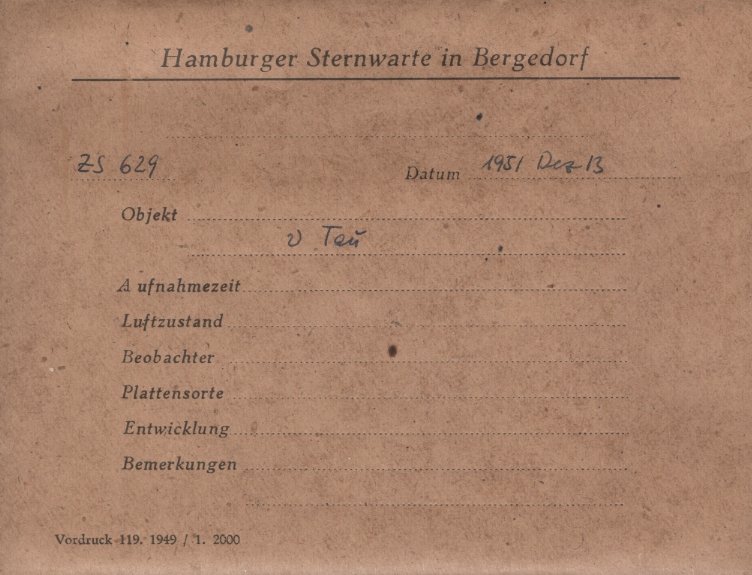 Hamburger Sternwarte in Bergedorf
ZS 629
Datum 1951 Dez 13
Objekt
υ Tau
Aufnahmezeit
Luftzustand
Beobachter
Plattensorte
Entwicklung
Bemerkungen
Vordruck 119. 1949 / 1. 2000